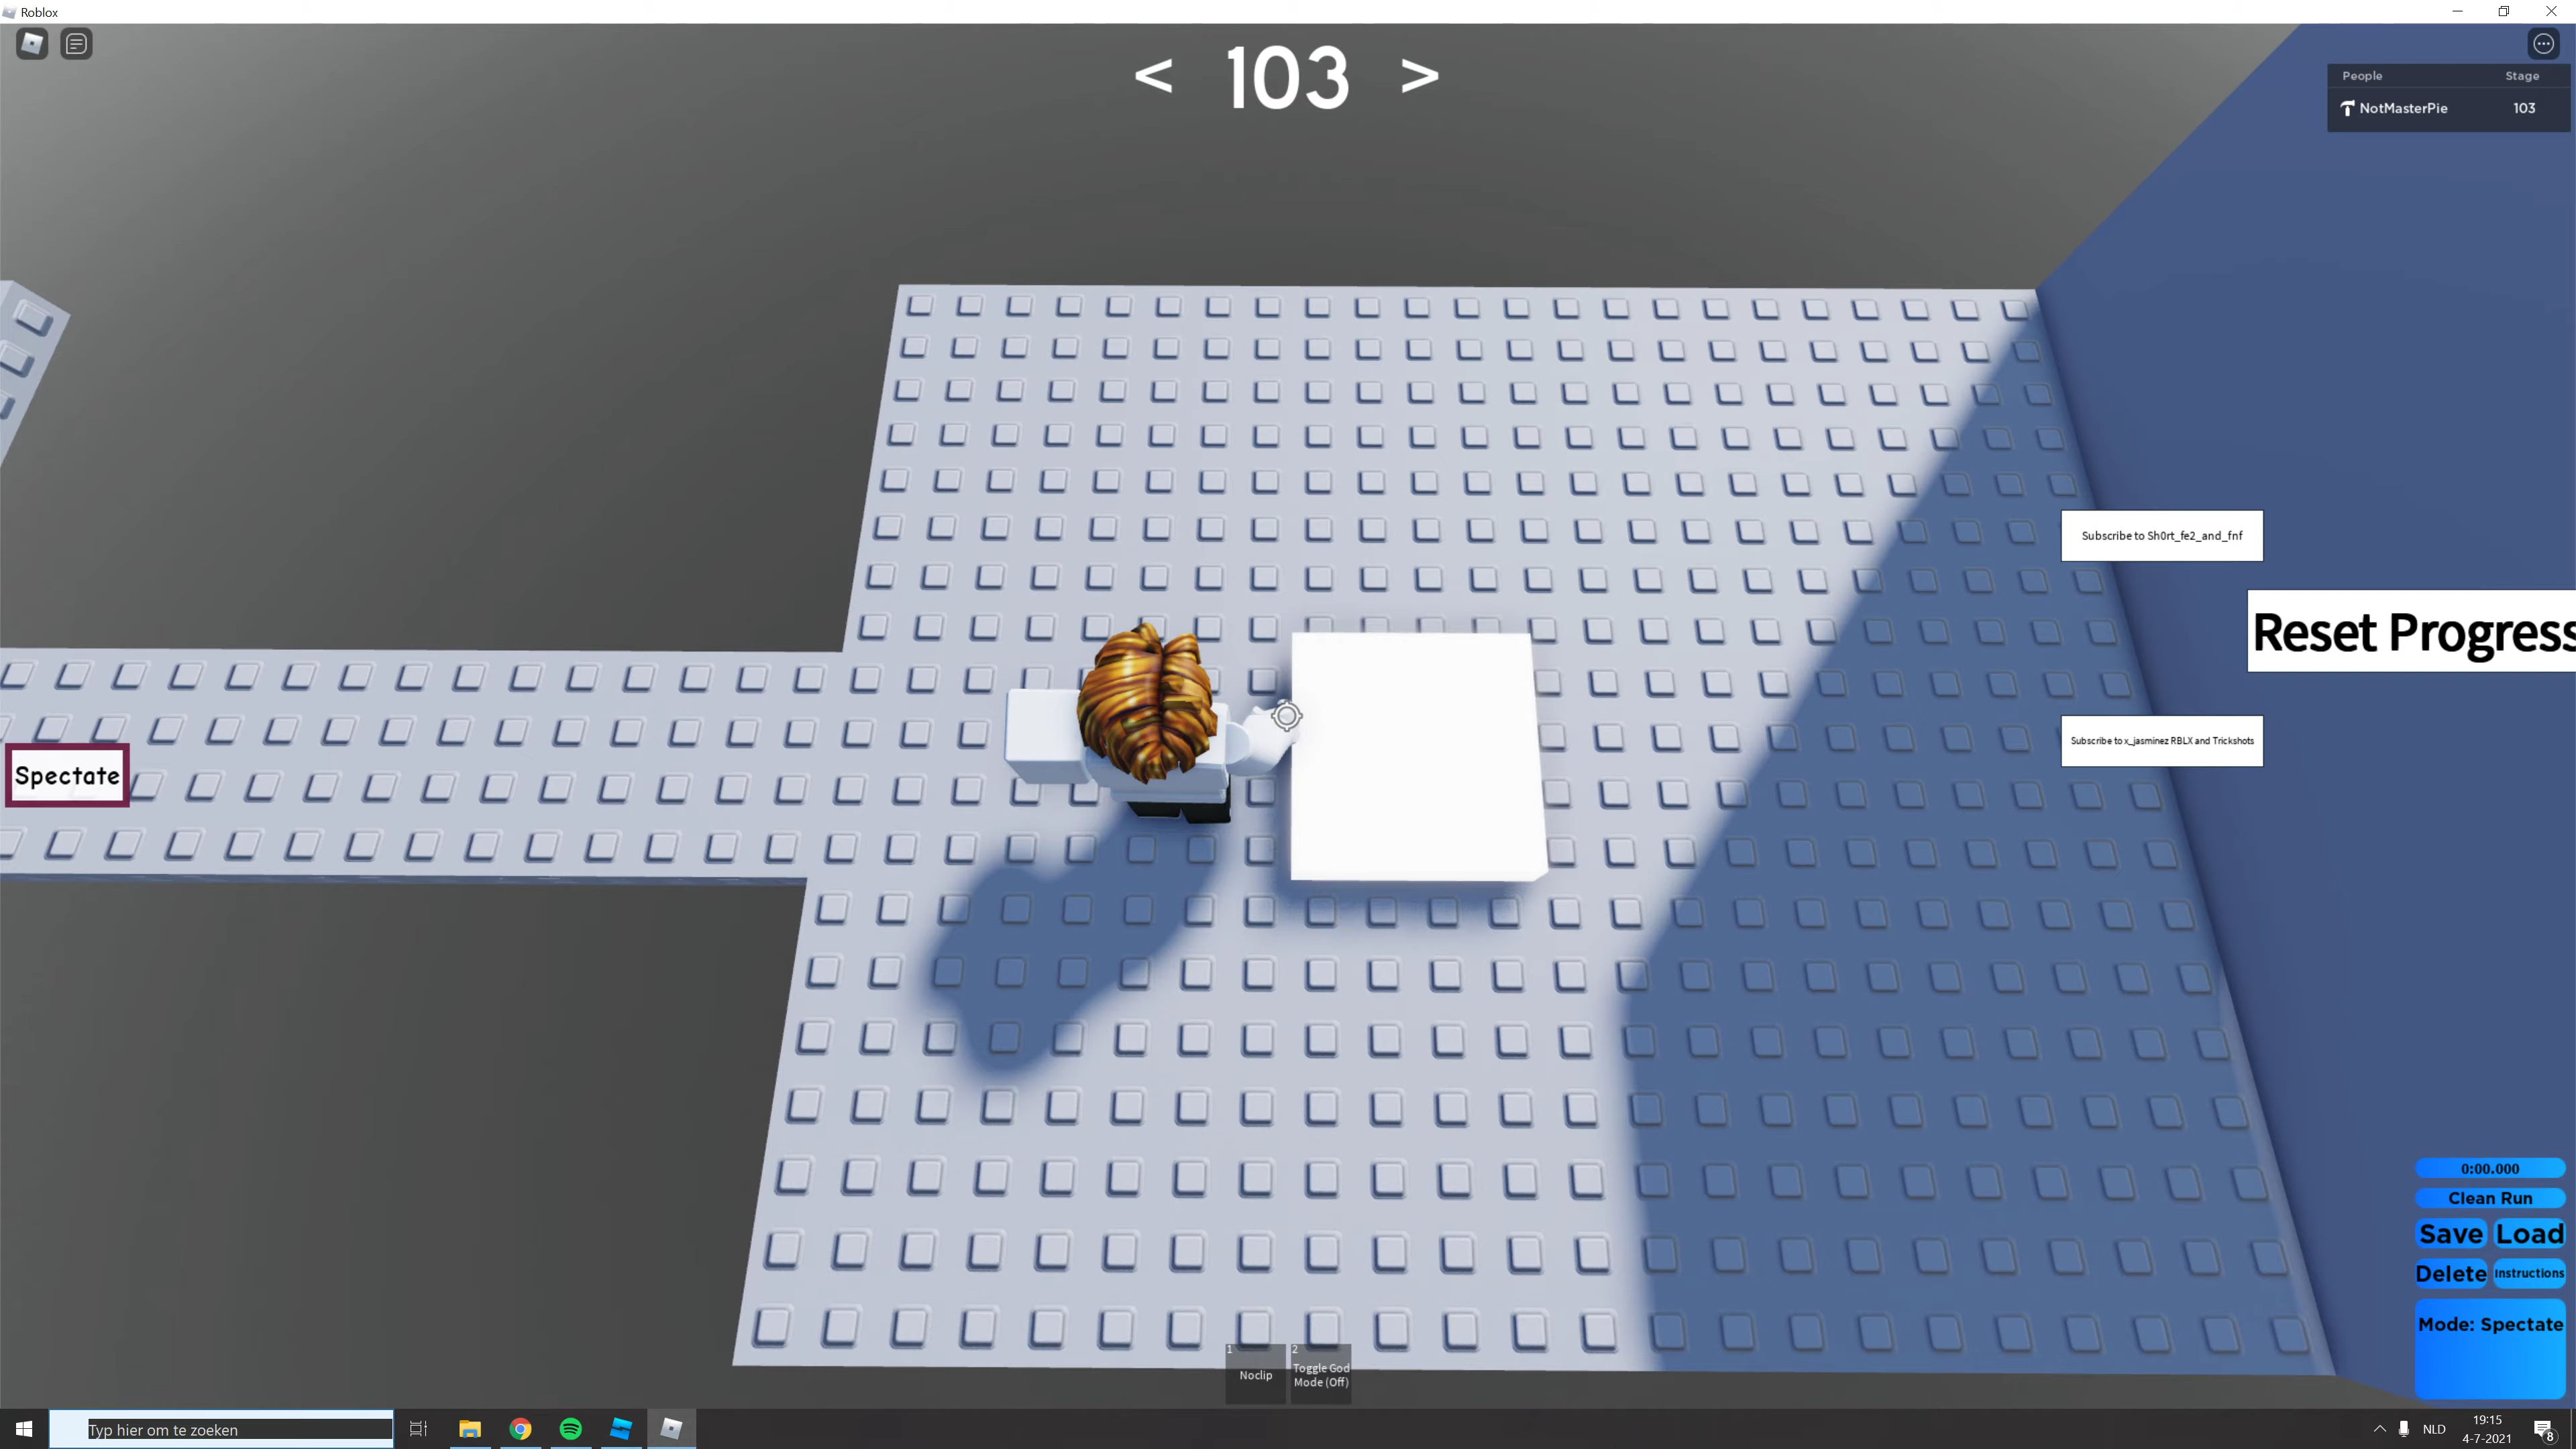 Roblox
< 103 >
People Stage
NotMasterPie 103
Subscribe to Sh0rt_fe2_and_fnf
Reset Progress
Spectate
Subscribe to x_jasminez RBLX and Trickshots
0:00.000
Clean Run
Save Load
Delete Instructions
Mode: Spectate
1
Noclip
2
Toggle God
Mode (Off)
Typ hier om te zoeken
NLD
19:15
4-7-2021
8